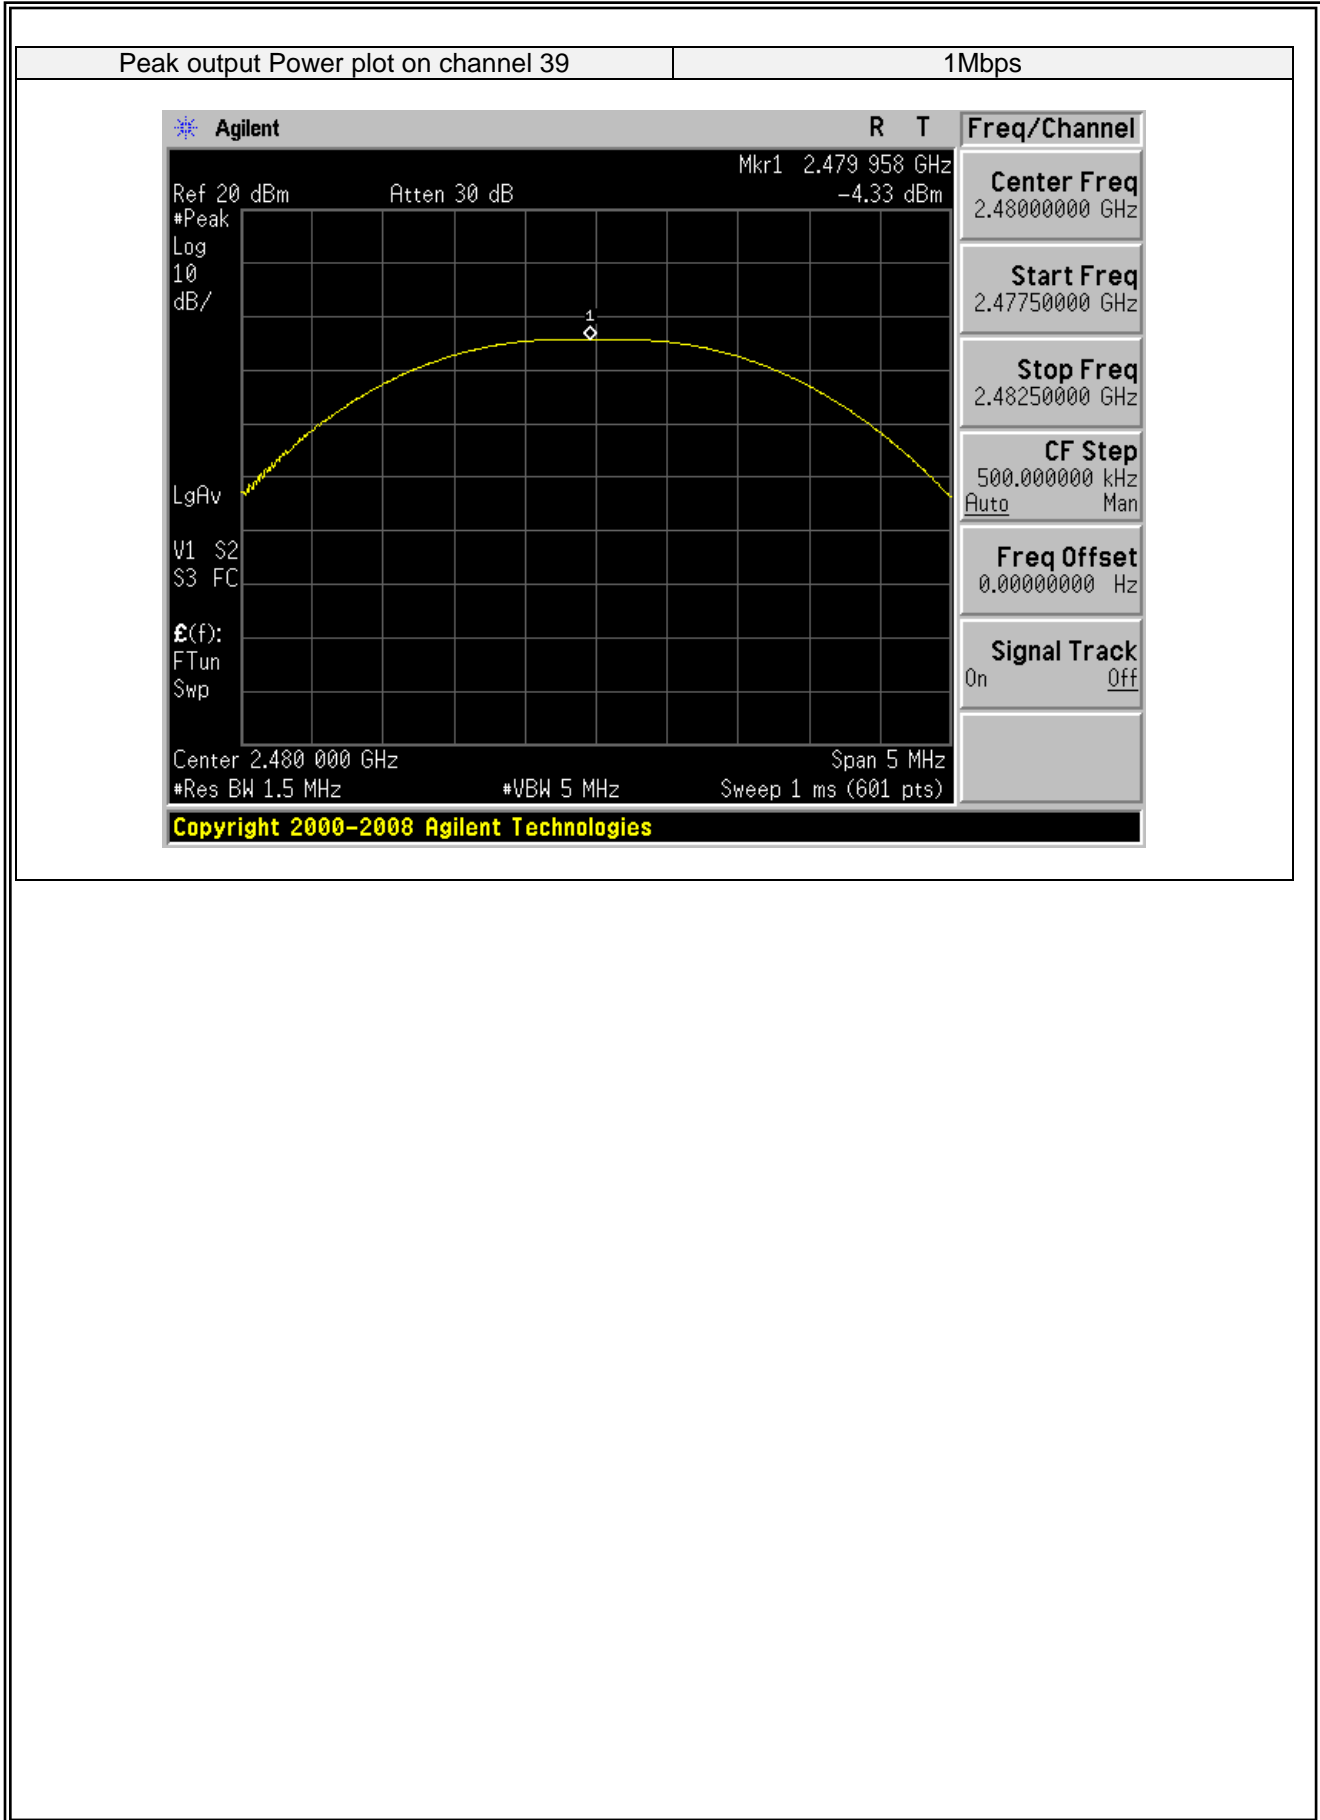 Peak output Power plot on channel 39 1Mbps
Agilent R T Freq/Channel
Mkr1 2.479 958 GHz
Ref 20 dBm Atten 30 dB -4.33 dBm
#Peak
Log
10
dB/
1
LgAv
V1 S2
S3 FC
£(f):
FTun
Swp
Center 2.480 000 GHz Span 5 MHz
#Res BW 1.5 MHz #VBW 5 MHz Sweep 1 ms (601 pts)
Center Freq
2.48000000 GHz
Start Freq
2.47750000 GHz
Stop Freq
2.48250000 GHz
CF Step
500.000000 kHz
Auto Man
Freq Offset
0.00000000 Hz
Signal Track
On Off
Copyright 2000-2008 Agilent Technologies